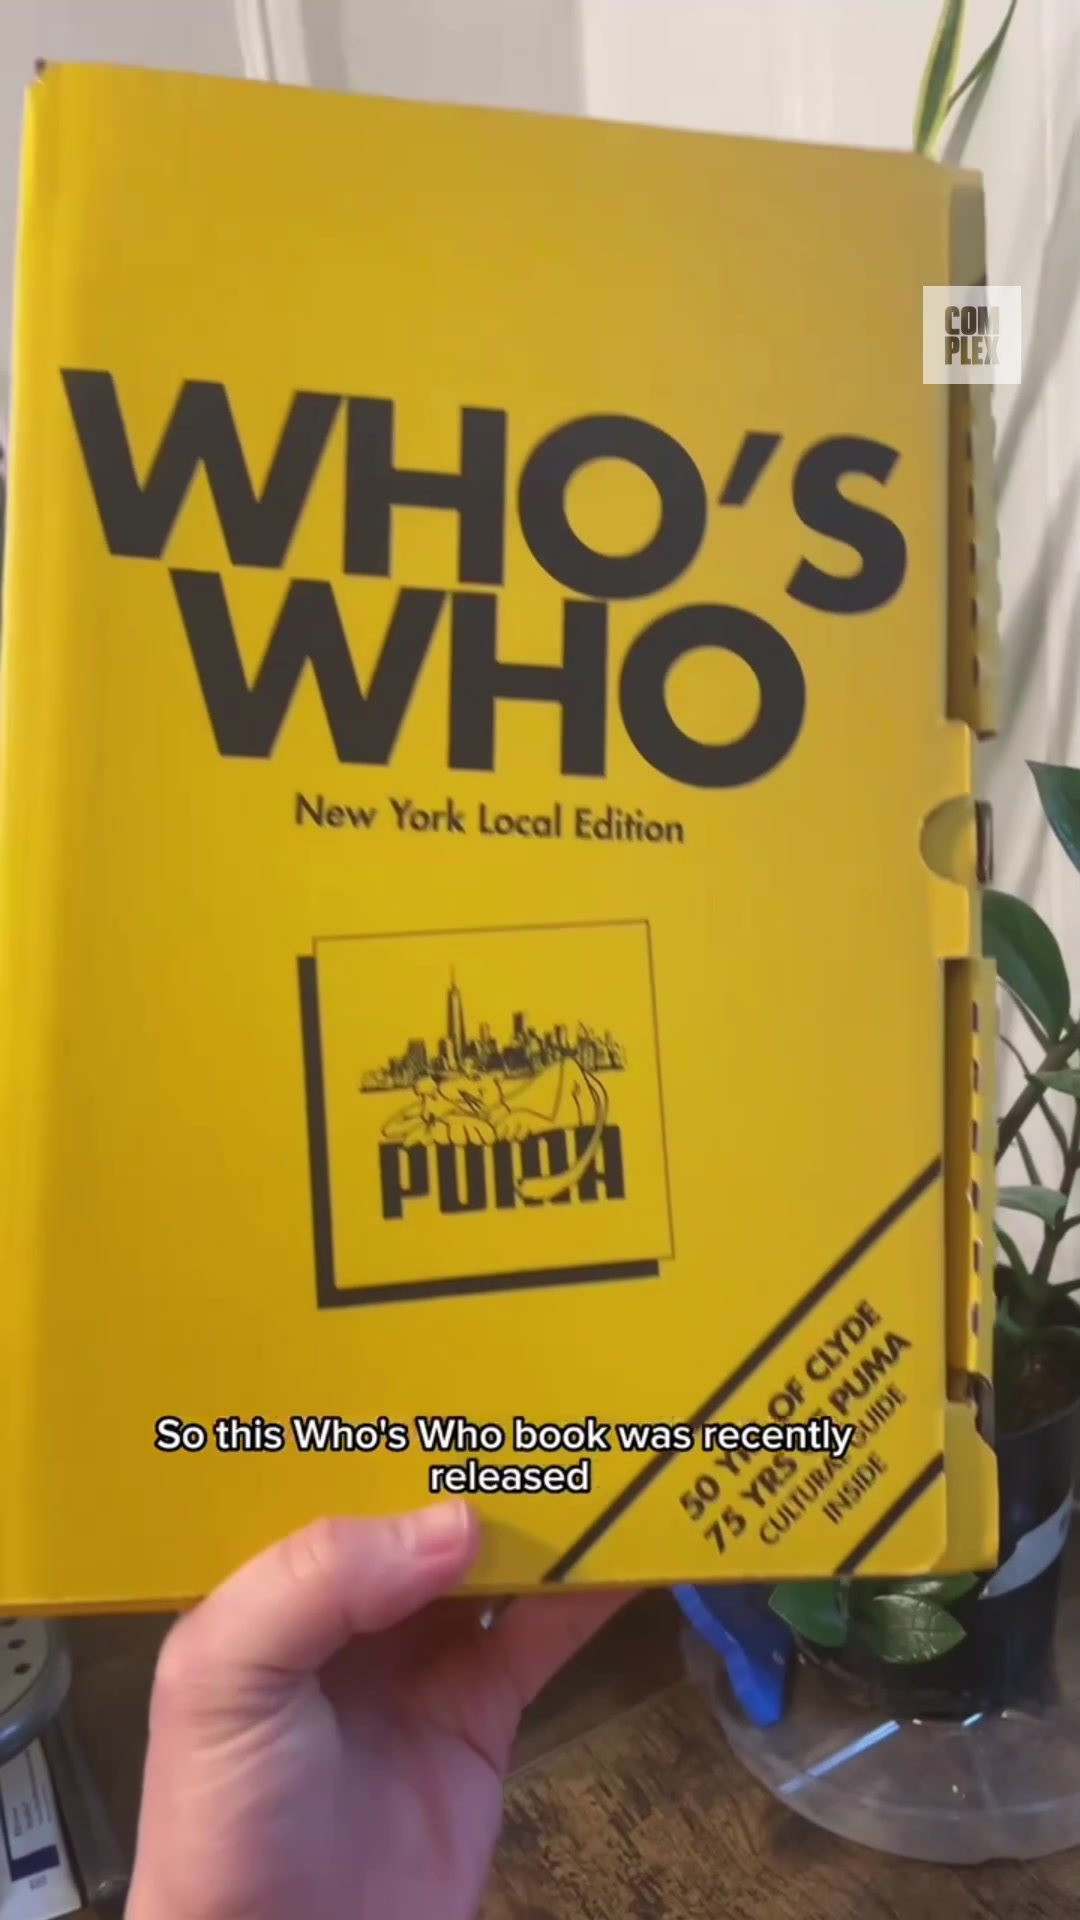 COM
PLEX
WHO'S
WHO
New York Local Edition
PUMA
50 YRS OF CLYDE
75 YRS OF PUMA
CULTURAL GUIDE
INSIDE
So this Who's Who book was recently
released